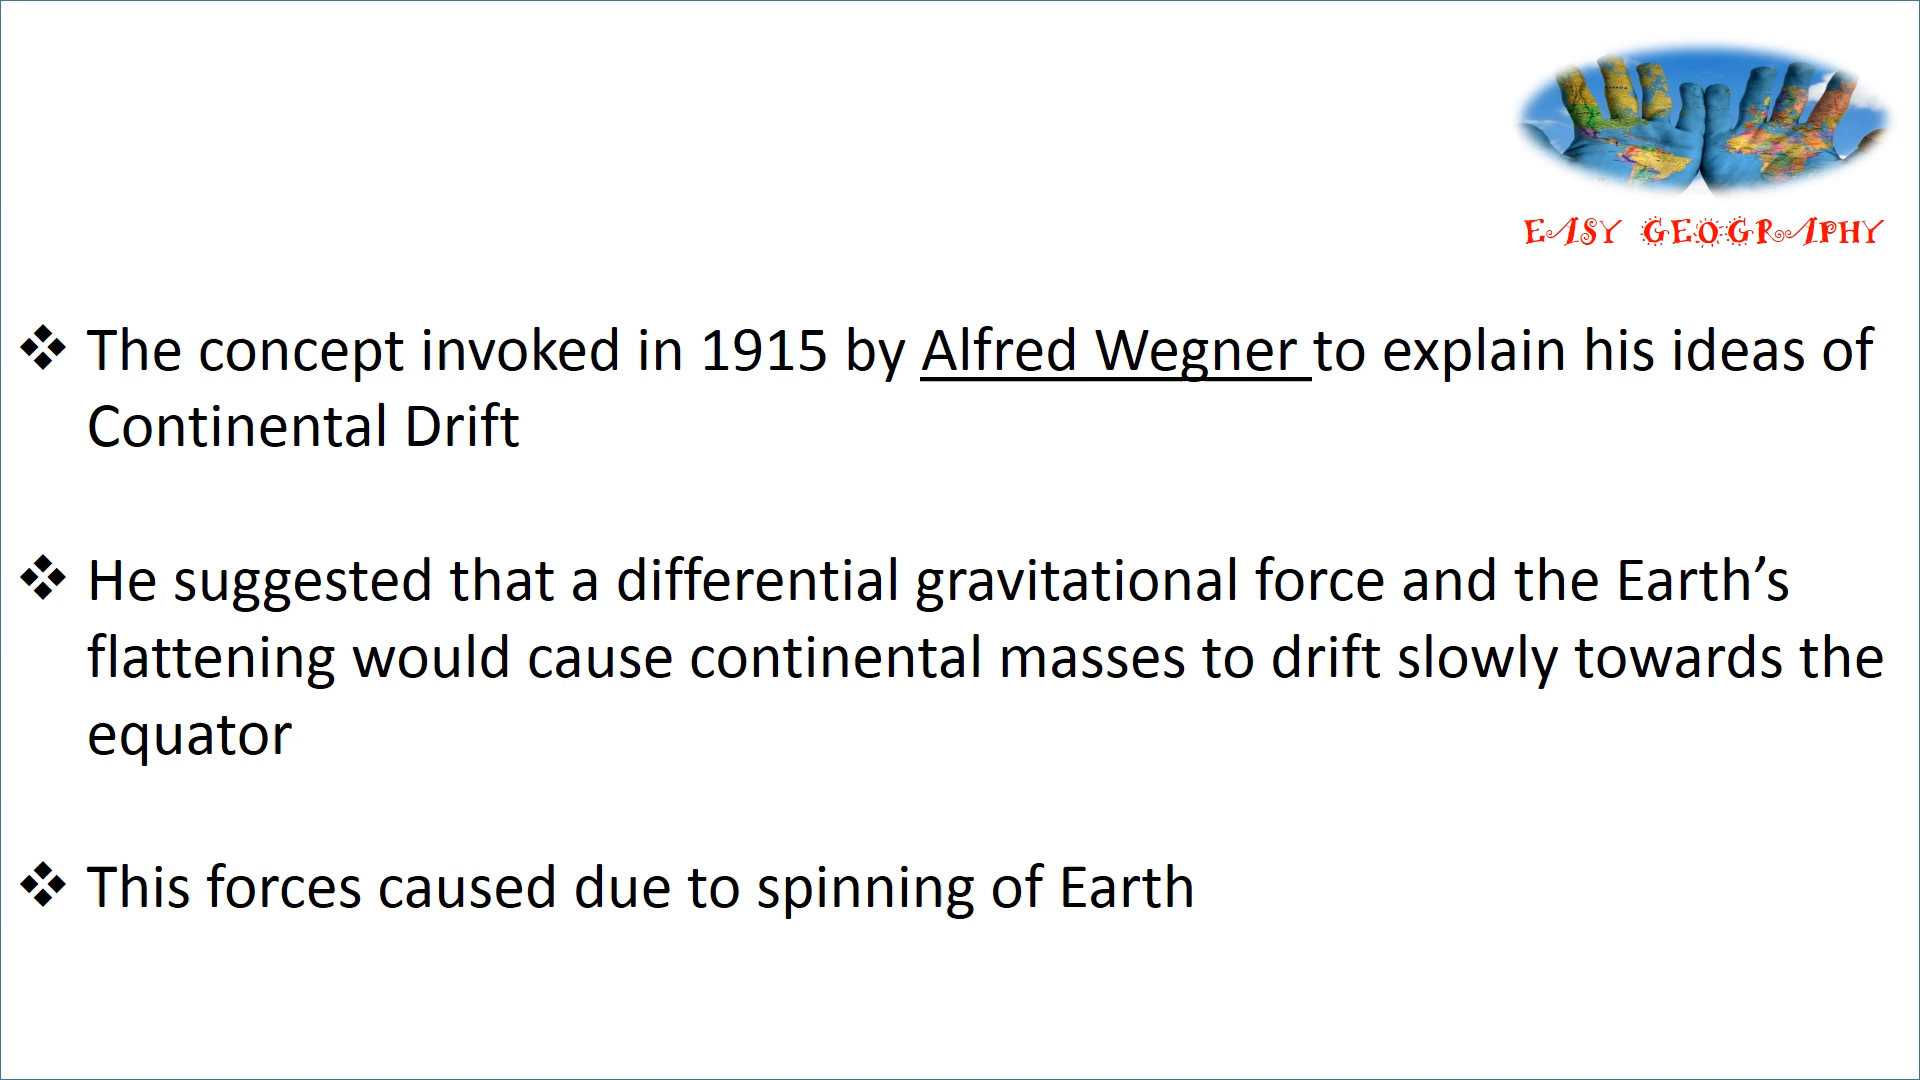 EASY GEOGRAPHY
❖ The concept invoked in 1915 by Alfred Wegner to explain his ideas of
Continental Drift
❖ He suggested that a differential gravitational force and the Earth’s
flattening would cause continental masses to drift slowly towards the
equator
❖ This forces caused due to spinning of Earth